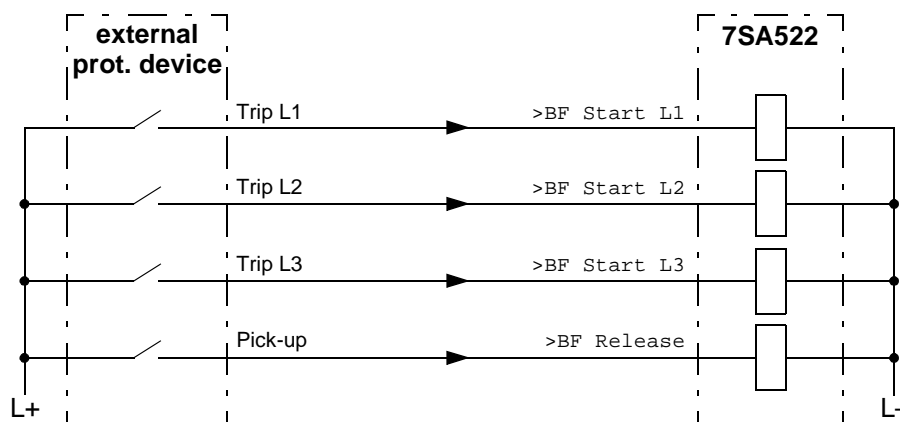 external
prot. device
7SA522
Trip L1
>BF Start L1
Trip L2
>BF Start L2
Trip L3
>BF Start L3
Pick-up
>BF Release
L+
L-